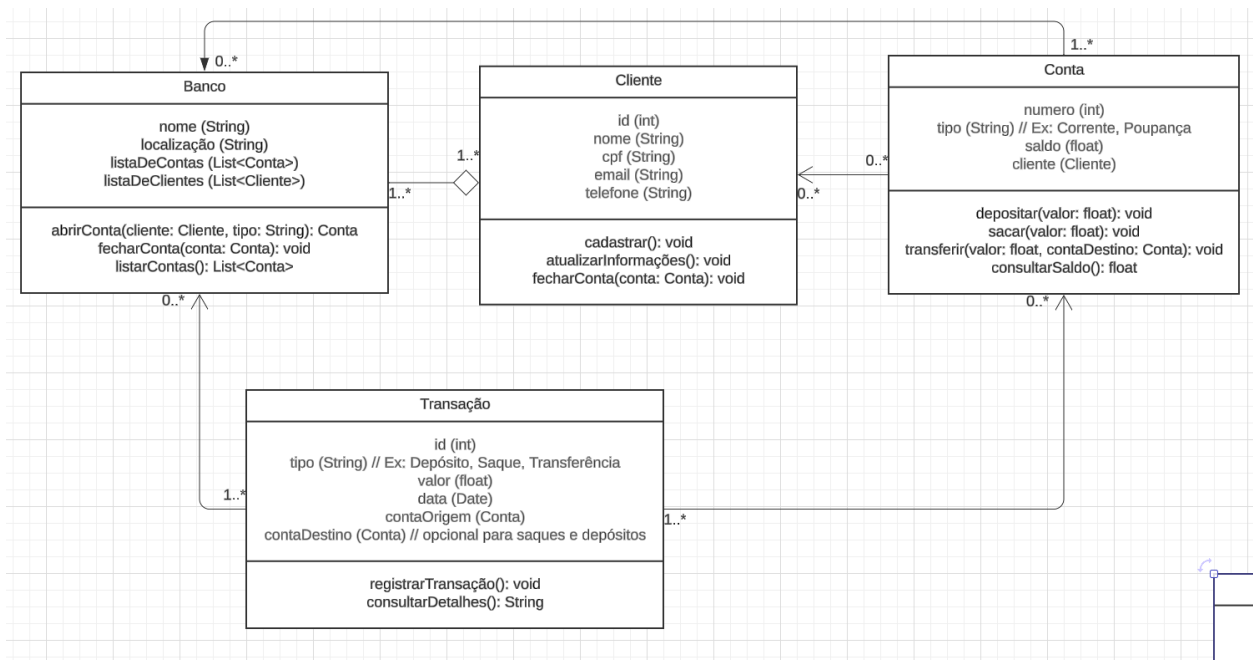 1..*
0..*
Banco
nome (String)
localização (String)
listaDeContas (List<Conta>)
listaDeClientes (List<Cliente>)
abrirConta(cliente: Cliente, tipo: String): Conta
fecharConta(conta: Conta): void
listarContas(): List<Conta>
0..*
1..*
1..*
Cliente
id (int)
nome (String)
cpf (String)
email (String)
telefone (String)
cadastrar(): void
atualizarInformações(): void
fecharConta(conta: Conta): void
0..*
0..*
Conta
numero (int)
tipo (String) // Ex: Corrente, Poupança
saldo (float)
cliente (Cliente)
depositar(valor: float): void
sacar(valor: float): void
transferir(valor: float, contaDestino: Conta): void
consultarSaldo(): float
0..*
Transação
id (int)
tipo (String) // Ex: Depósito, Saque, Transferência
valor (float)
data (Date)
contaOrigem (Conta)
contaDestino (Conta) // opcional para saques e depósitos
registrarTransação(): void
consultarDetalhes(): String
1..*
1..*